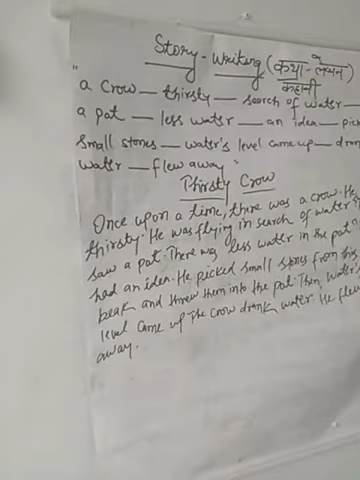 Story-Writing (कथा-लेखन)
कहानी
"a crow — thirsty — search of water —
a pot — less water — an idea — pick
small stones — water's level came up — dran
water — flew away"
Thirsty Crow
Once upon a time, there was a crow. He
thirsty. He was flying in search of water.
saw a pot. There was less water in the pot.
had an idea. He picked small stones from this
beak and threw them into the pot. Then, water's
level came up. The crow drank water. He flew
away.